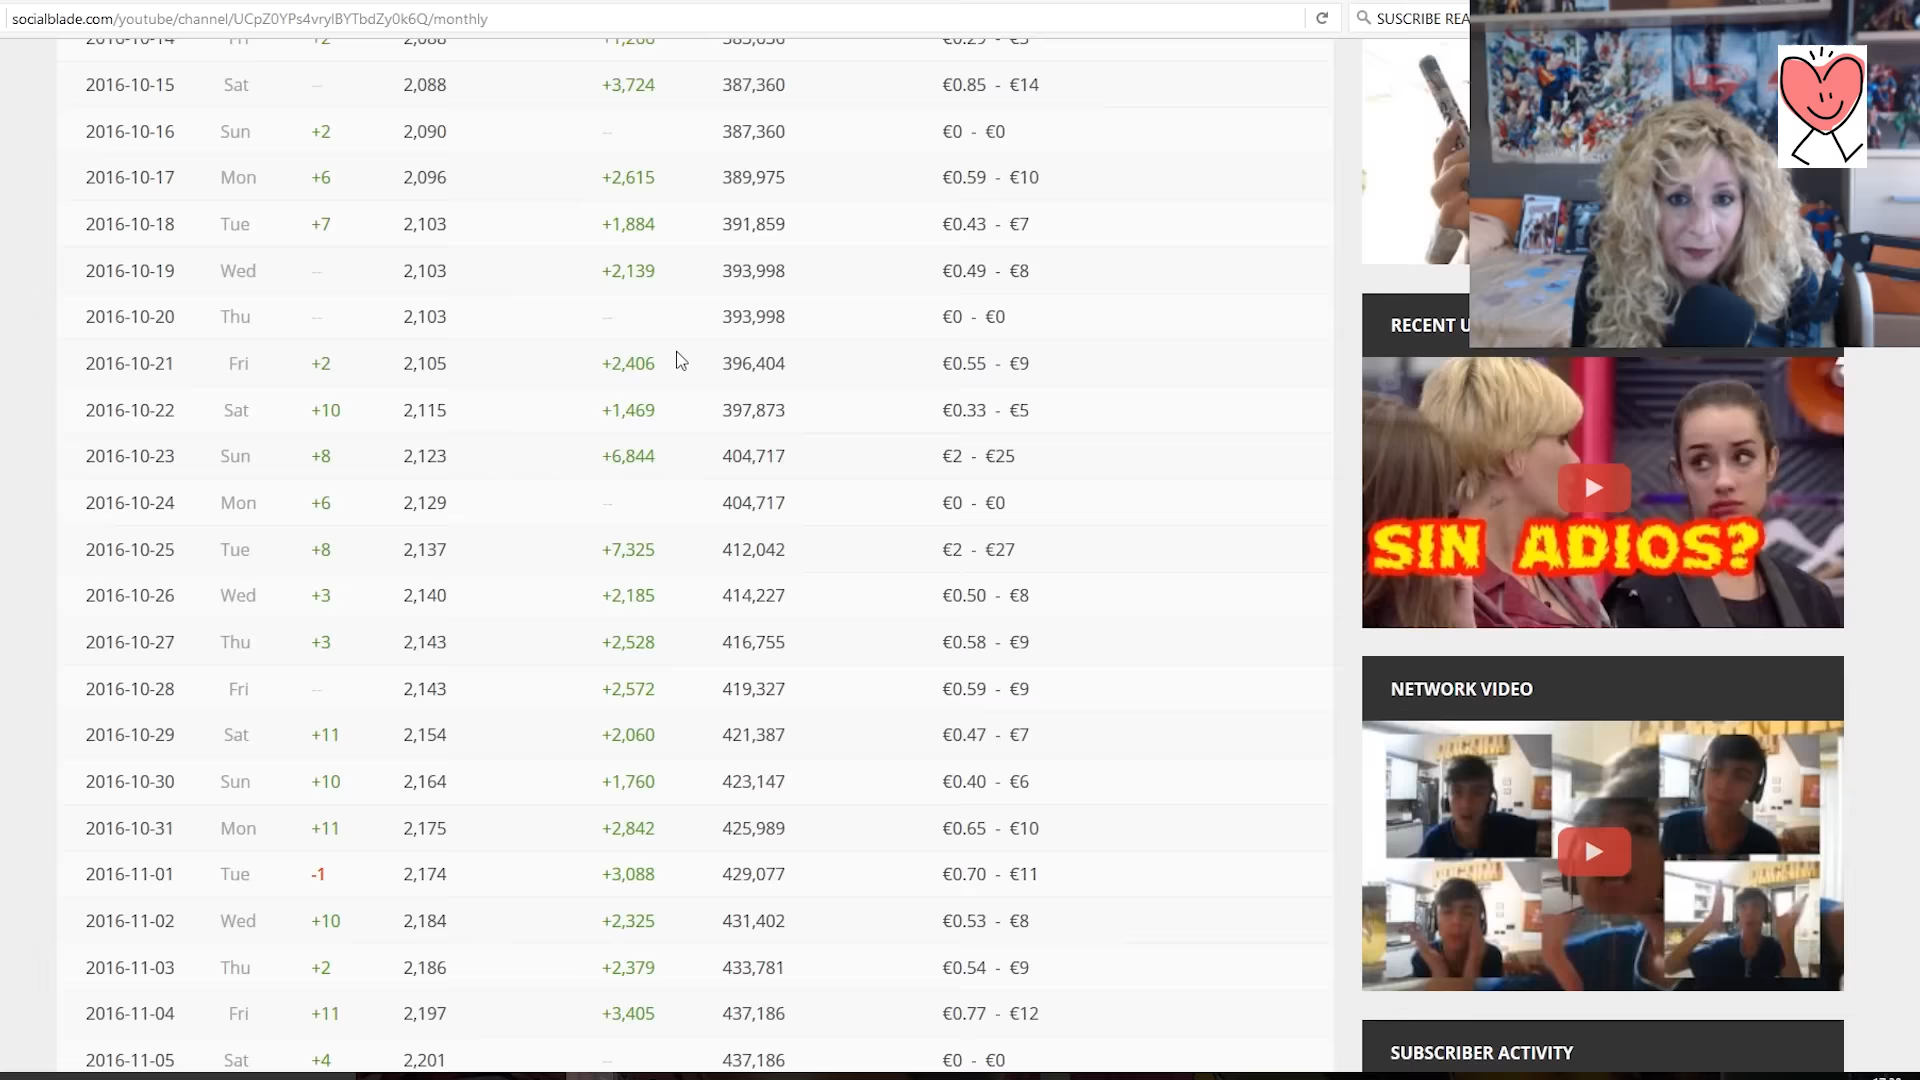 socialblade.com/youtube/channel/UCpZ0YPs4vrylBYTbdZy0k6Q/monthly
SUSCRIBE REA
2016-10-14 Fri +2 2,088 +1,266 383,636 €0.29 - €5
2016-10-15 Sat -- 2,088 +3,724 387,360 €0.85 - €14
2016-10-16 Sun +2 2,090 -- 387,360 €0 - €0
2016-10-17 Mon +6 2,096 +2,615 389,975 €0.59 - €10
2016-10-18 Tue +7 2,103 +1,884 391,859 €0.43 - €7
2016-10-19 Wed -- 2,103 +2,139 393,998 €0.49 - €8
2016-10-20 Thu -- 2,103 -- 393,998 €0 - €0
2016-10-21 Fri +2 2,105 +2,406 396,404 €0.55 - €9
2016-10-22 Sat +10 2,115 +1,469 397,873 €0.33 - €5
2016-10-23 Sun +8 2,123 +6,844 404,717 €2 - €25
2016-10-24 Mon +6 2,129 -- 404,717 €0 - €0
2016-10-25 Tue +8 2,137 +7,325 412,042 €2 - €27
2016-10-26 Wed +3 2,140 +2,185 414,227 €0.50 - €8
2016-10-27 Thu +3 2,143 +2,528 416,755 €0.58 - €9
2016-10-28 Fri -- 2,143 +2,572 419,327 €0.59 - €9
2016-10-29 Sat +11 2,154 +2,060 421,387 €0.47 - €7
2016-10-30 Sun +10 2,164 +1,760 423,147 €0.40 - €6
2016-10-31 Mon +11 2,175 +2,842 425,989 €0.65 - €10
2016-11-01 Tue -1 2,174 +3,088 429,077 €0.70 - €11
2016-11-02 Wed +10 2,184 +2,325 431,402 €0.53 - €8
2016-11-03 Thu +2 2,186 +2,379 433,781 €0.54 - €9
2016-11-04 Fri +11 2,197 +3,405 437,186 €0.77 - €12
2016-11-05 Sat +4 2,201 -- 437,186 €0 - €0
RECENT U
SIN ADIOS?
NETWORK VIDEO
SUBSCRIBER ACTIVITY